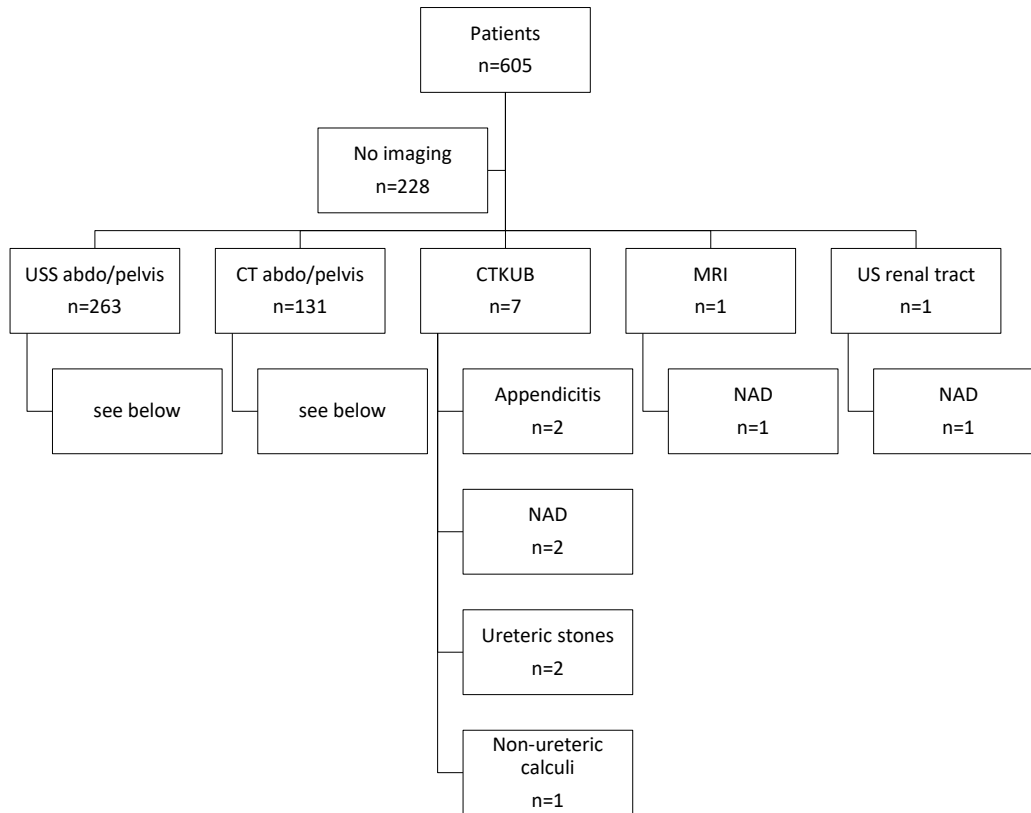 Patients
n=605
No imaging
n=228
USS abdo/pelvis
n=263
CT abdo/pelvis
n=131
CTKUB
n=7
MRI
n=1
US renal tract
n=1
see below
see below
Appendicitis
n=2
NAD
n=1
NAD
n=1
NAD
n=2
Ureteric stones
n=2
Non-ureteric
calculi
n=1